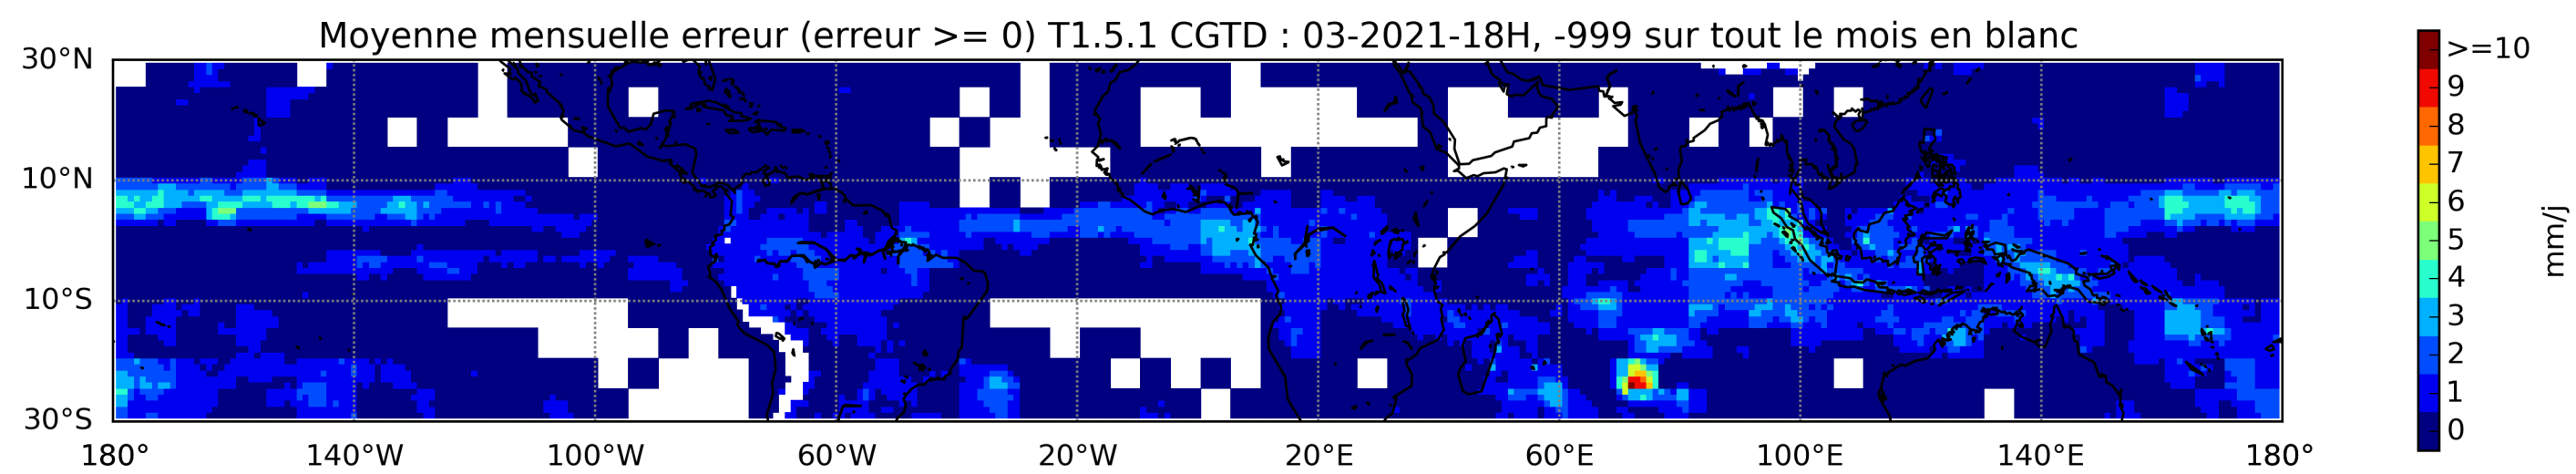 Moyenne mensuelle erreur (erreur >= 0) T1.5.1 CGTD : 03-2021-18H, -999 sur tout le mois en blanc
30°N
10°N
10°S
30°S
180° 140°W 100°W 60°W 20°W 20°E 60°E 100°E 140°E 180°
>=10
9
8
7
6
5
4
3
2
1
0
mm/j